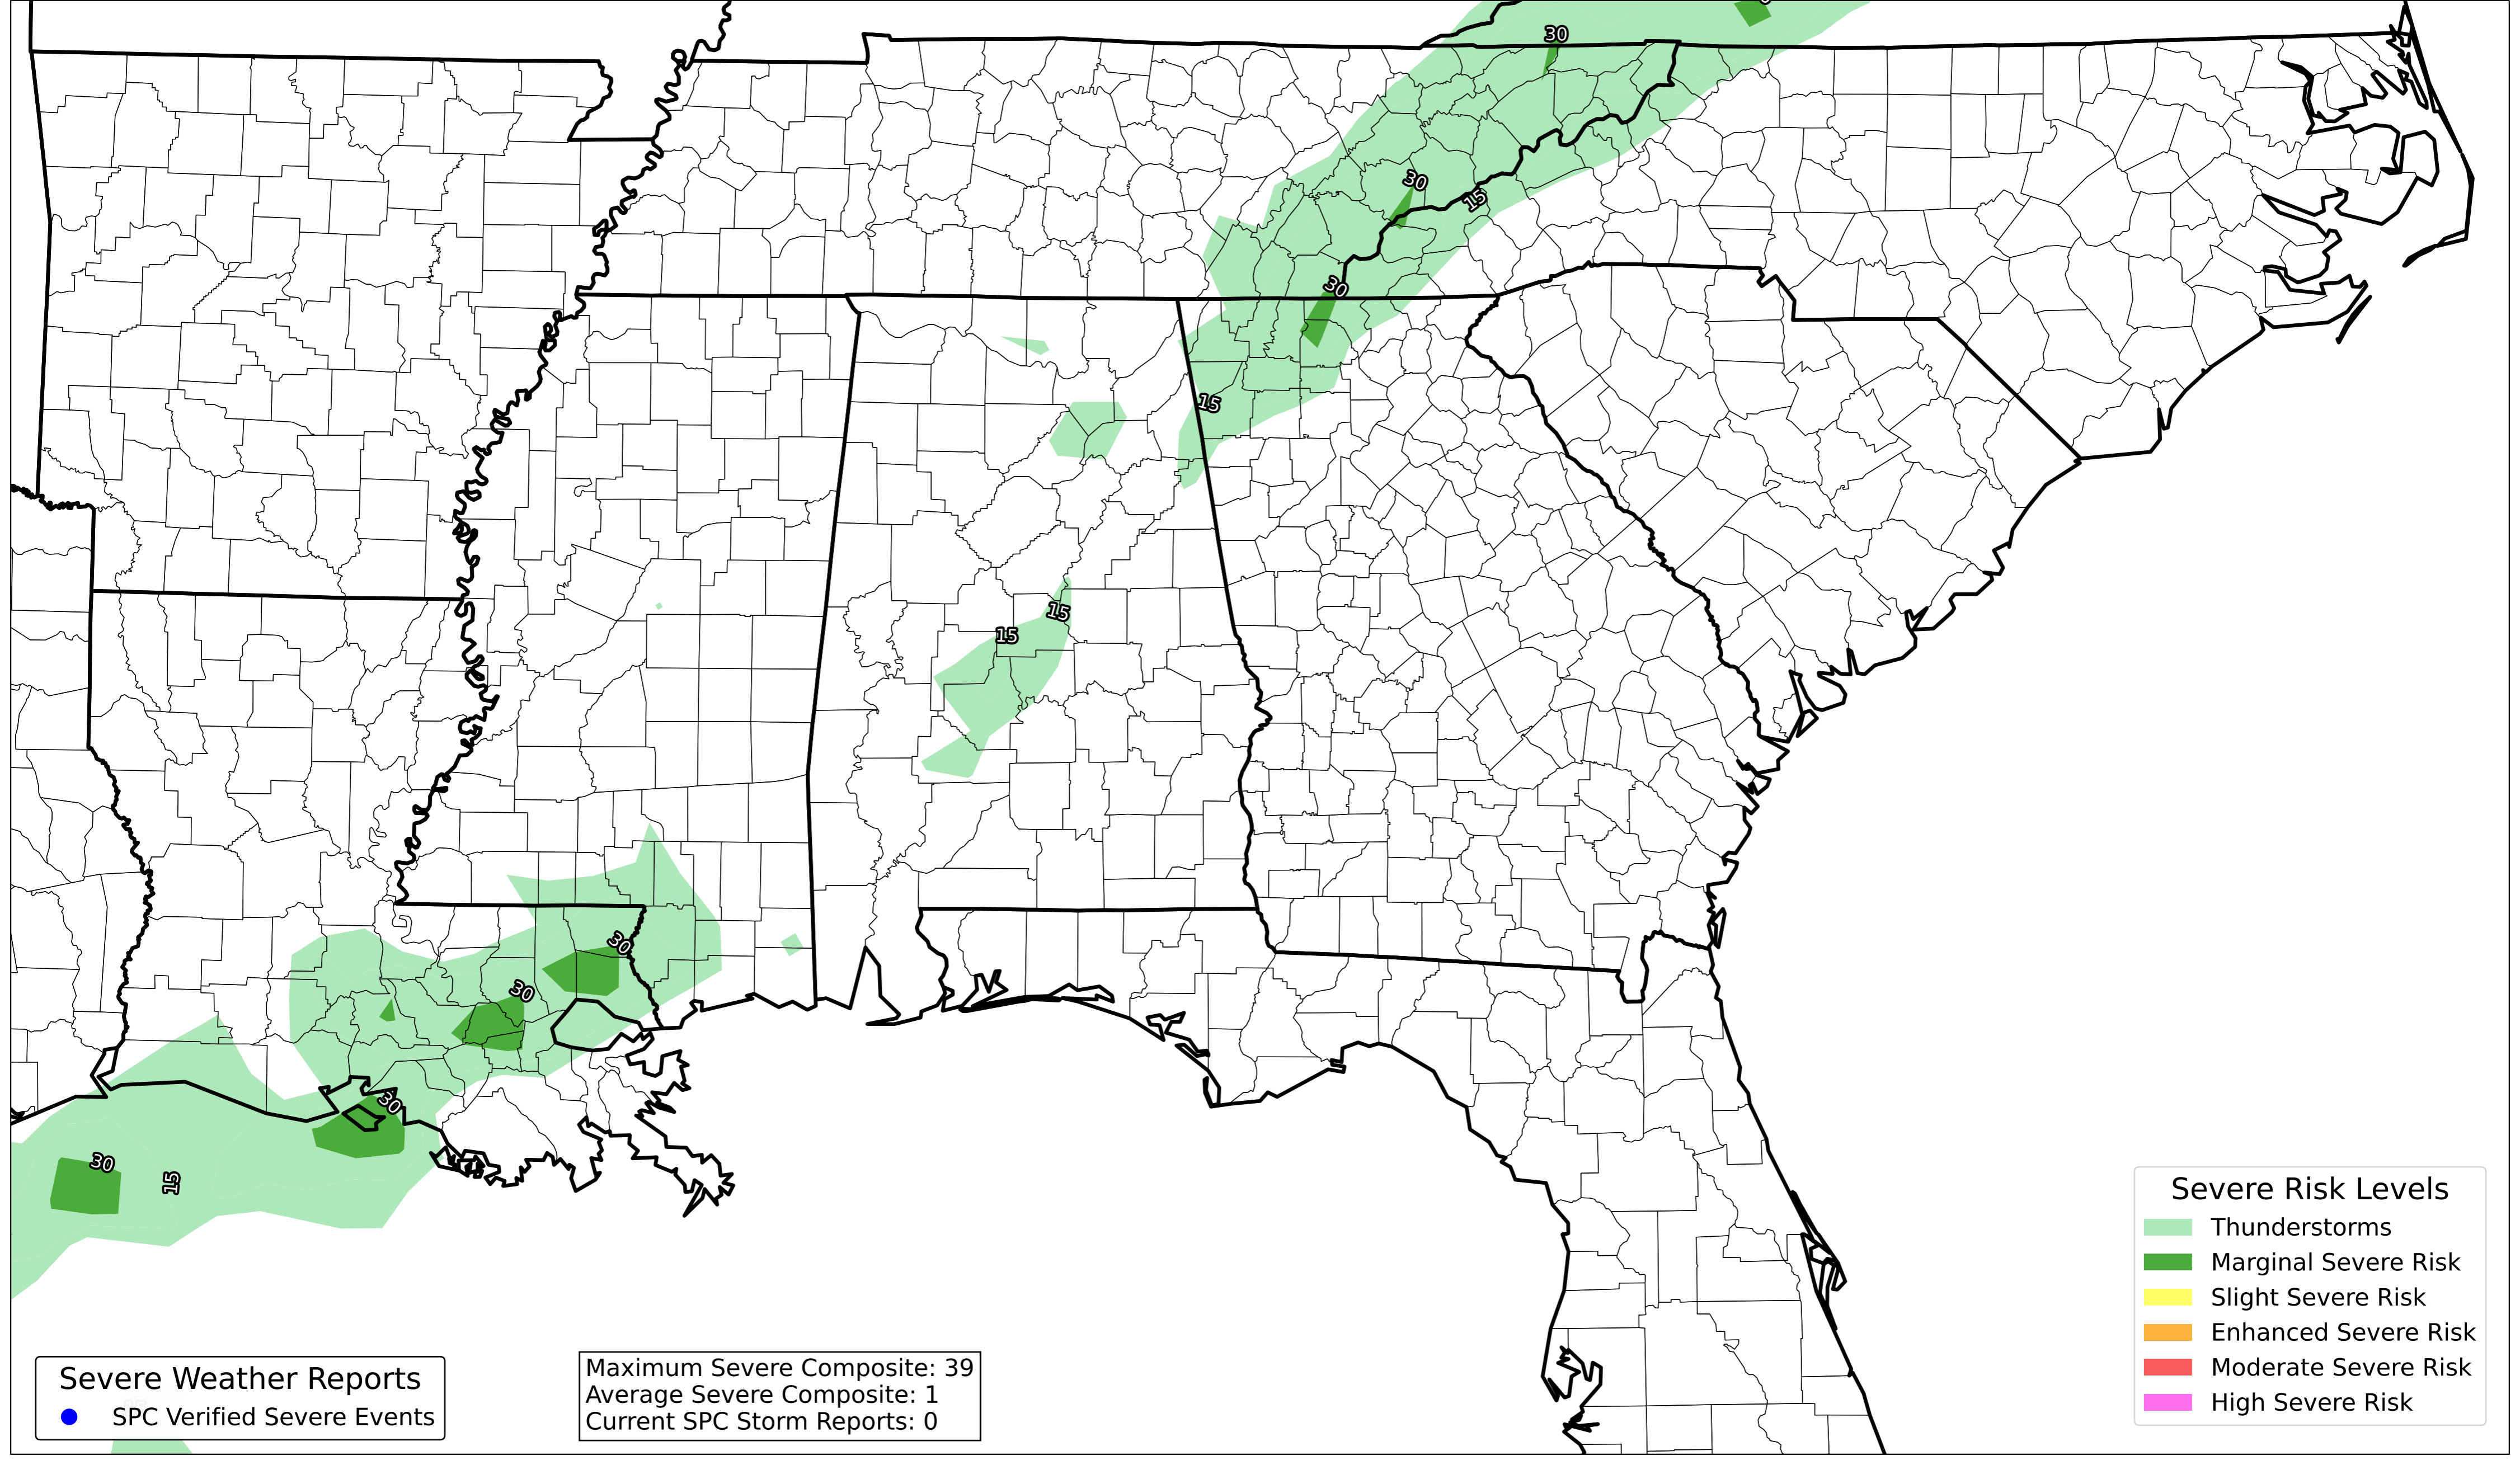 30
30
15
30
15
15
15
30
30
30
30
15
Severe Risk Levels
Thunderstorms
Marginal Severe Risk
Slight Severe Risk
Enhanced Severe Risk
Moderate Severe Risk
High Severe Risk
Severe Weather Reports
SPC Verified Severe Events
Maximum Severe Composite: 39
Average Severe Composite: 1
Current SPC Storm Reports: 0